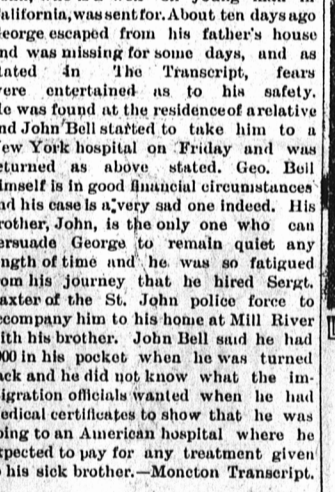 alifornia, was sent for. About ten days ago
eorge escaped from his father's house
nd was missing for some days, and as
tated in The Transcript, fears
ere entertained as to his safety.
e was found at the residence of a relative
nd John Bell started to take him to a
ew York hospital on Friday and was
eturned as above stated. Geo. Bell
imself is in good financial circumstances
nd his case is a very sad one indeed. His
rother, John, is the only one who can
ersuade George to remain quiet any
ngth of time and he was so fatigued
rom his journey that he hired Sergt.
axter of the St. John police force to
ccompany him to his home at Mill River
ith his brother. John Bell said he had
000 in his pocket when he was turned
ack and he did not know what the im-
igration officials wanted when he had
edical certificates to show that he was
oing to an American hospital where he
xpected to pay for any treatment given
his sick brother.—Moncton Transcript.